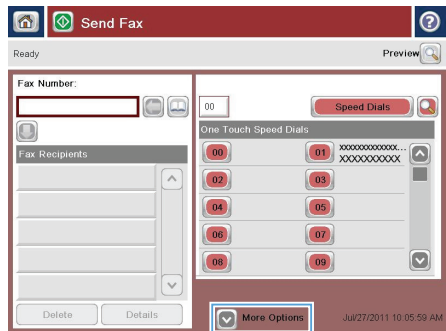 Send Fax
Ready
Preview
Fax Number:
00
Speed Dials
One Touch Speed Dials
Fax Recipients
00
01
XXXXXXXXXXXX...
XXXXXXXXXX
02
03
04
05
06
07
08
09
Delete
Details
More Options
Jul/27/2011 10:05:59 AM